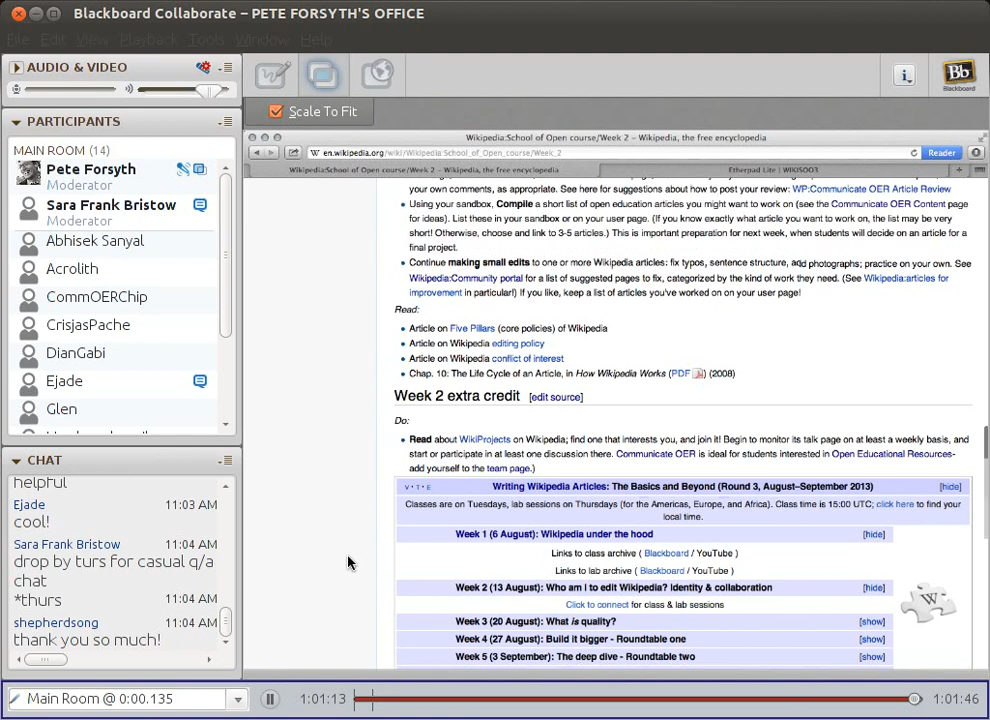 Blackboard Collaborate – PETE FORSYTH'S OFFICE
File Edit View Playback Tools Window Help
AUDIO & VIDEO
PARTICIPANTS
MAIN ROOM (14)
Pete Forsyth
Moderator
Sara Frank Bristow
Moderator
Abhisek Sanyal
Acrolith
CommOERChip
CrisjasPache
DianGabi
Ejade
Glen
CHAT
helpful
Ejade 11:03 AM
cool!
Sara Frank Bristow 11:04 AM
drop by turs for casual q/a
chat
*thurs 11:04 AM
shepherdsong 11:04 AM
thank you so much!
Bb
Blackboard
Scale To Fit
Wikipedia:School of Open course/Week 2 – Wikipedia, the free encyclopedia
W en.wikipedia.org/wiki/Wikipedia:School_of_Open_course/Week_2
Reader
Wikipedia:School of Open course/Week 2 – Wikipedia, the free encyclopedia
Etherpad Lite | WIKISOO3
your own comments, as appropriate. See here for suggestions about how to post your review: WP:Communicate OER Article Review
• Using your sandbox, Compile a short list of open education articles you might want to work on (see the Communicate OER Content page
for ideas). List these in your sandbox or on your user page. (If you know exactly what article you want to work on, the list may be very
short! Otherwise, choose and link to 3-5 articles.) This is important preparation for next week, when students will decide on an article for a
final project.
• Continue making small edits to one or more Wikipedia articles: fix typos, sentence structure, add photographs; practice on your own. See
Wikipedia:Community portal for a list of suggested pages to fix, categorized by the kind of work they need. (See Wikipedia:articles for
improvement in particular!) If you like, keep a list of articles you've worked on on your user page!
Read:
• Article on Five Pillars (core policies) of Wikipedia
• Article on Wikipedia editing policy
• Article on Wikipedia conflict of interest
• Chap. 10: The Life Cycle of an Article, in How Wikipedia Works (PDF) (2008)
Week 2 extra credit [edit source]
Do:
• Read about WikiProjects on Wikipedia; find one that interests you, and join it! Begin to monitor its talk page on at least a weekly basis, and
start or participate in at least one discussion there. Communicate OER is ideal for students interested in Open Educational Resources-
add yourself to the team page.)
V · T · E Writing Wikipedia Articles: The Basics and Beyond (Round 3, August–September 2013) [hide]
Classes are on Tuesdays, lab sessions on Thursdays (for the Americas, Europe, and Africa). Class time is 15:00 UTC; click here to find your
local time.
Week 1 (6 August): Wikipedia under the hood [hide]
Links to class archive ( Blackboard / YouTube )
Links to lab archive ( Blackboard / YouTube )
Week 2 (13 August): Who am I to edit Wikipedia? Identity & collaboration [hide]
Click to connect for class & lab sessions
W
Week 3 (20 August): What is quality? [show]
Week 4 (27 August): Build it bigger - Roundtable one [show]
Week 5 (3 September): The deep dive - Roundtable two [show]
Main Room @ 0:00.135
1:01:13
1:01:46